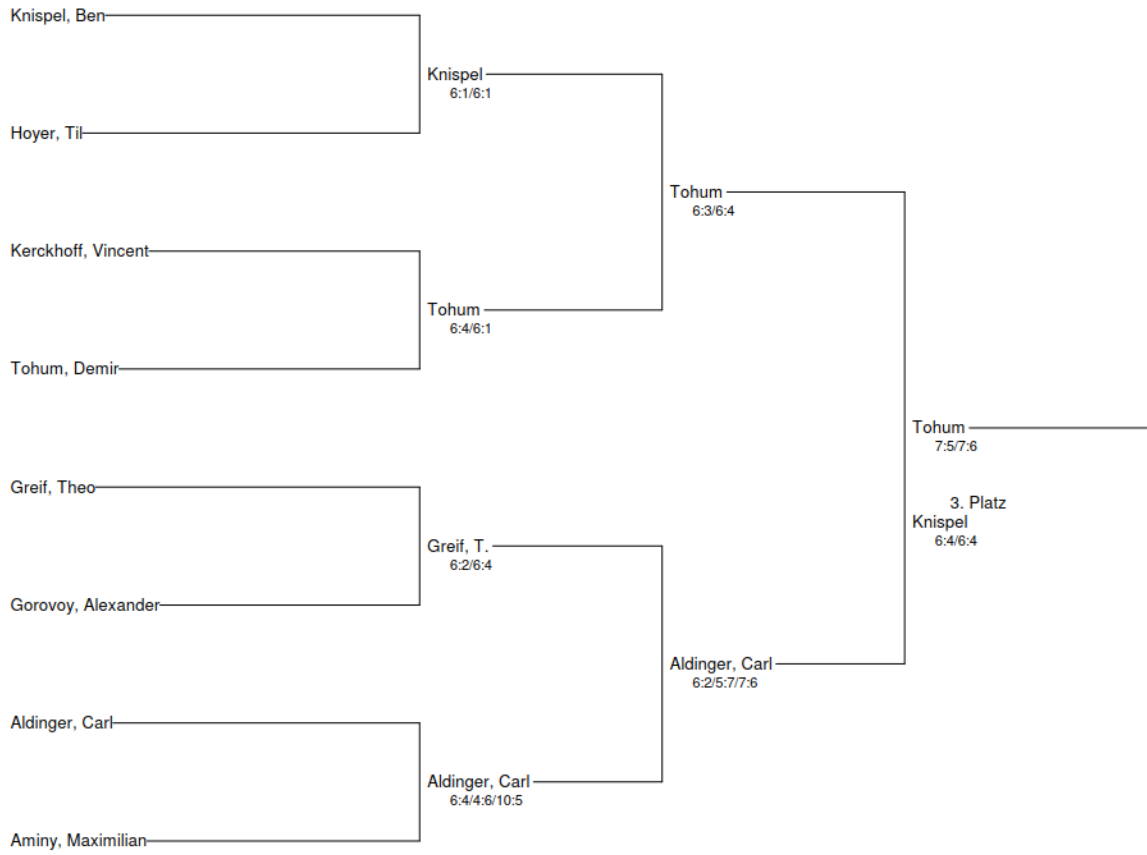 Knispel, Ben
Knispel
6:1/6:1
Hoyer, Til
Tohum
6:3/6:4
Kerckhoff, Vincent
Tohum
6:4/6:1
Tohum, Demir
Tohum
7:5/7:6
Greif, Theo
3. Platz
Knispel
6:4/6:4
Greif, T.
6:2/6:4
Gorovoy, Alexander
Aldinger, Carl
6:2/5:7/7:6
Aldinger, Carl
Aldinger, Carl
6:4/4:6/10:5
Aminy, Maximilian